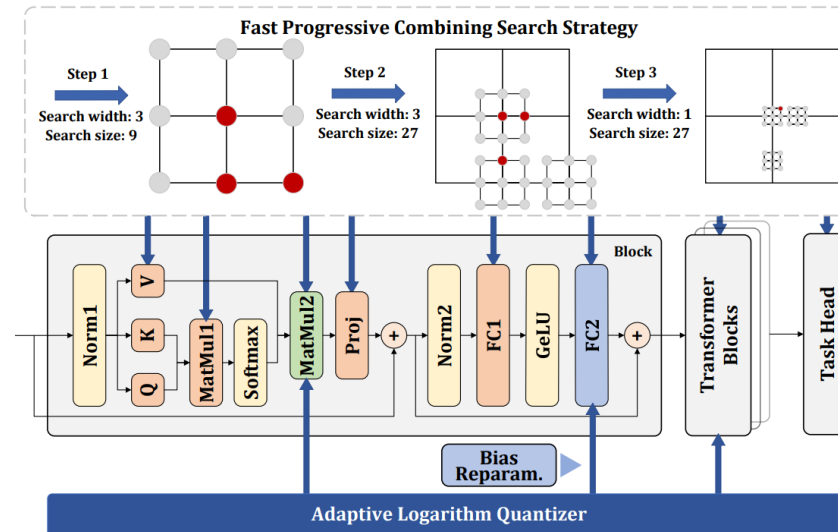 Fast Progressive Combining Search Strategy
Step 1
Search width: 3
Search size: 9
Step 2
Search width: 3
Search size: 27
Step 3
Search width: 1
Search size: 27
Block
Norm1
V
K
Q
MatMul1
Softmax
MatMul2
Proj
+
Norm2
FC1
GeLU
FC2
+
Transformer
Blocks
Task Head
Bias
Reparam.
Adaptive Logarithm Quantizer